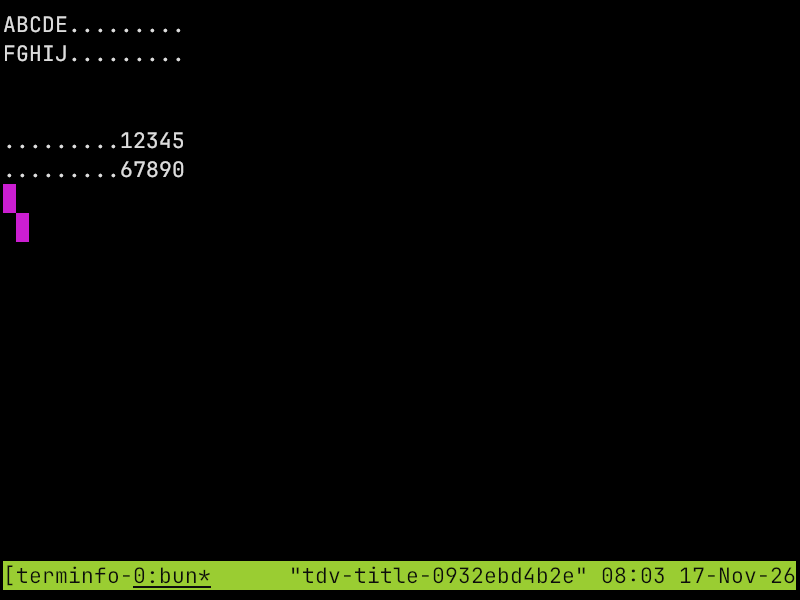 ABCDE.........
FGHIJ.........
.........12345
.........67890
[terminfo-0:bun*      "tdv-title-0932ebd4b2e" 08:03 17-Nov-26